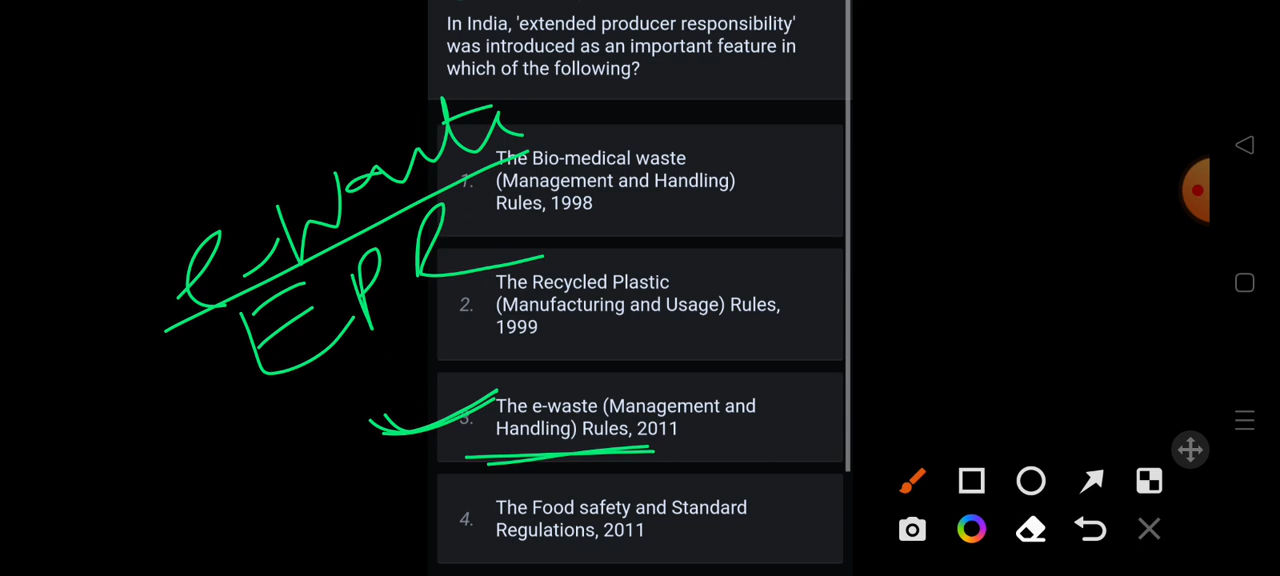 In India, 'extended producer responsibility'
was introduced as an important feature in
which of the following?
1. The Bio-medical waste
(Management and Handling)
Rules, 1998
2. The Recycled Plastic
(Manufacturing and Usage) Rules,
1999
3. The e-waste (Management and
Handling) Rules, 2011
4. The Food safety and Standard
Regulations, 2011
EPR